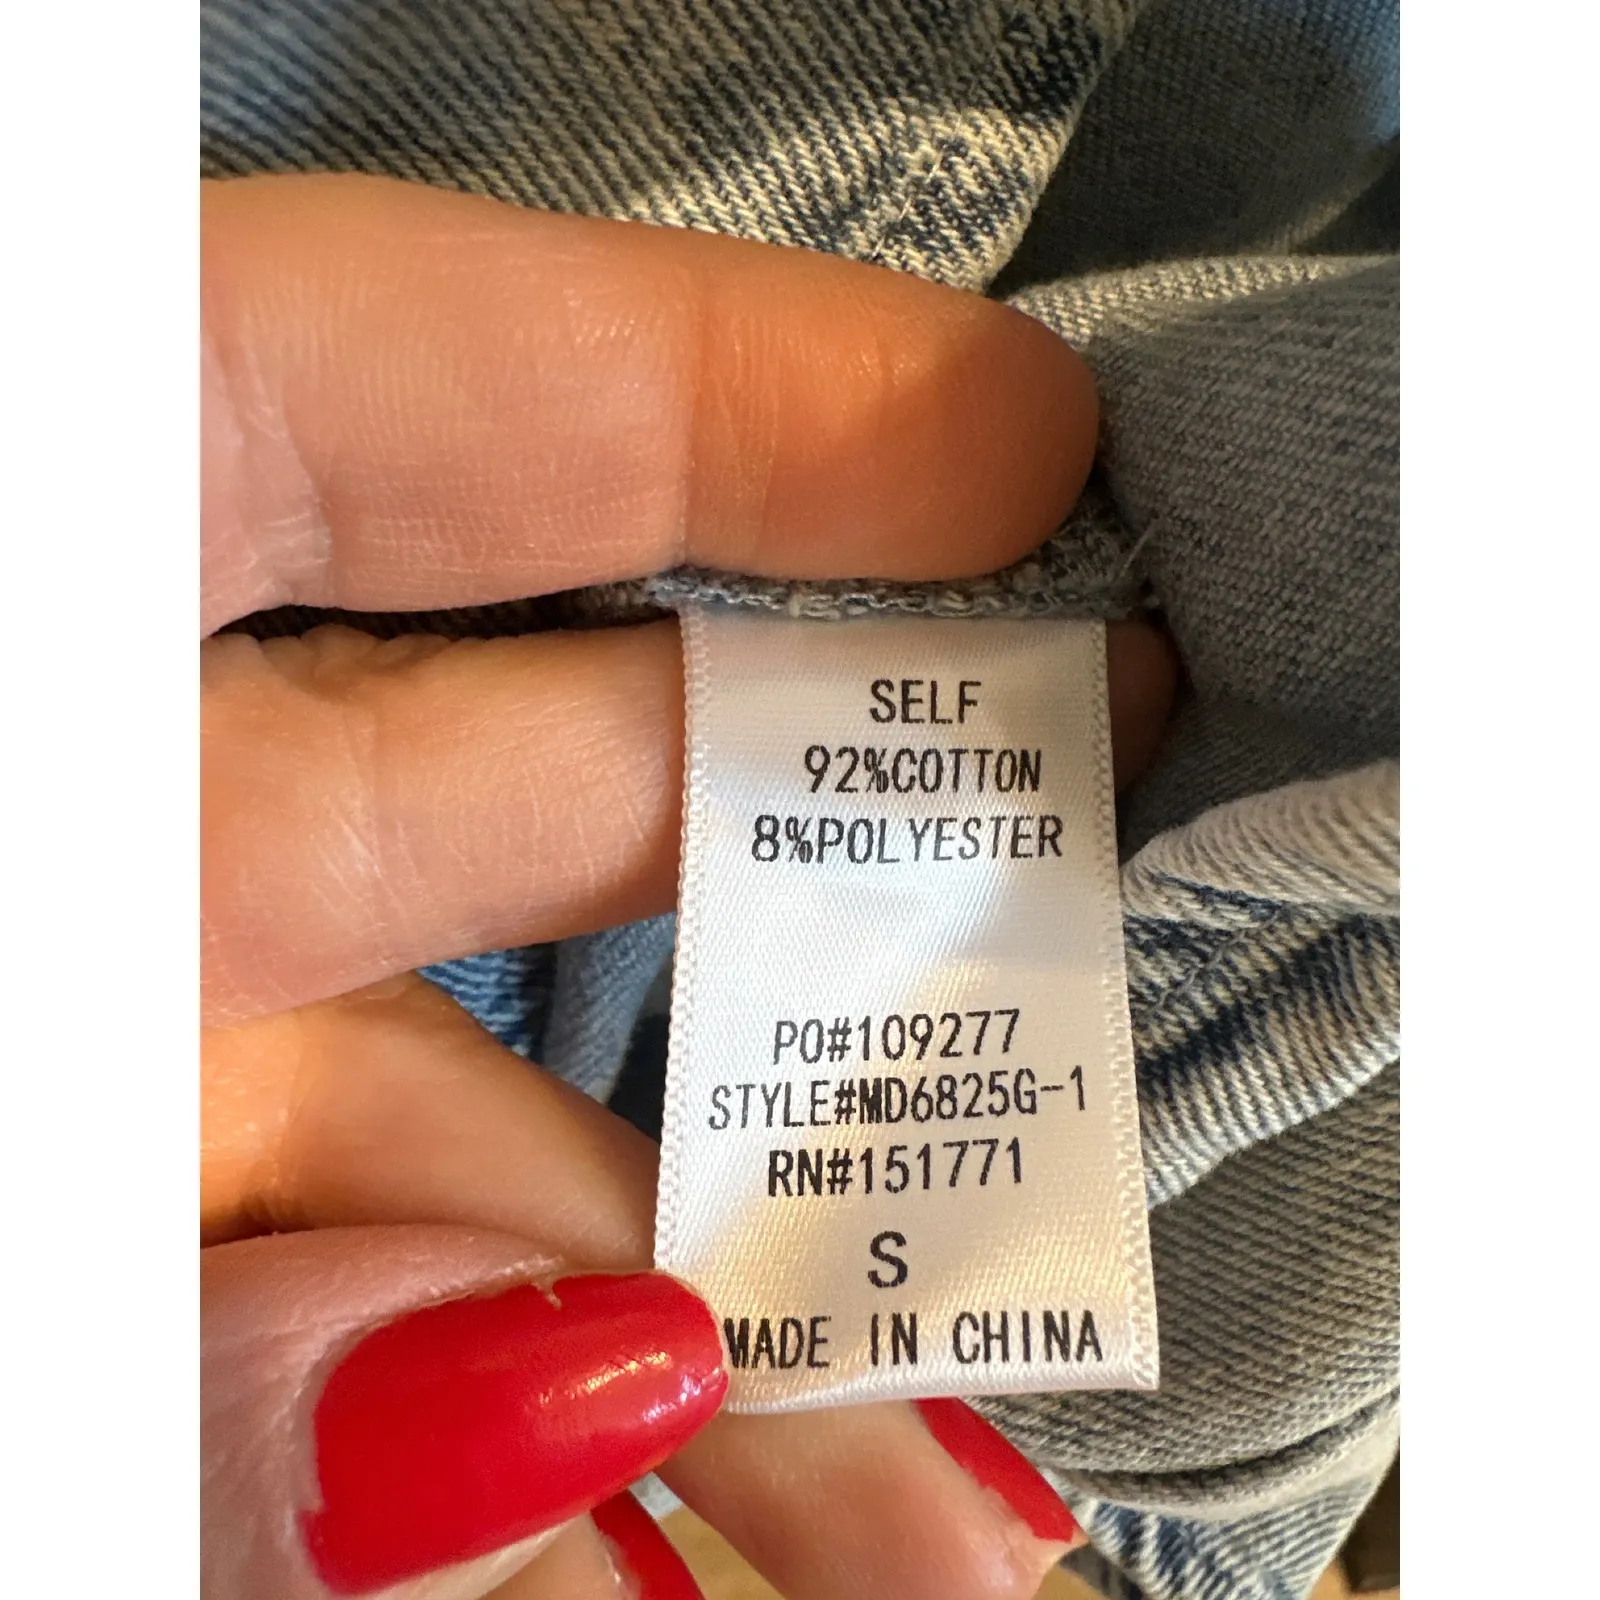 SELF
92%COTTON
8%POLYESTER
PO#109277
STYLE#MD6825G-1
RN#151771
S
MADE IN CHINA